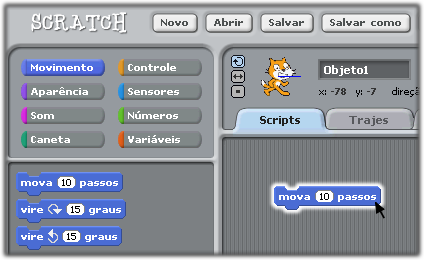 SCRATCH Novo Abrir Salvar Salvar como
Movimento Controle
Aparência Sensores
Som Números
Caneta Variáveis
Objeto1
x: -78 y: -7 direçã
Scripts Trajes
mova 10 passos
vire 15 graus
vire 15 graus
mova 10 passos